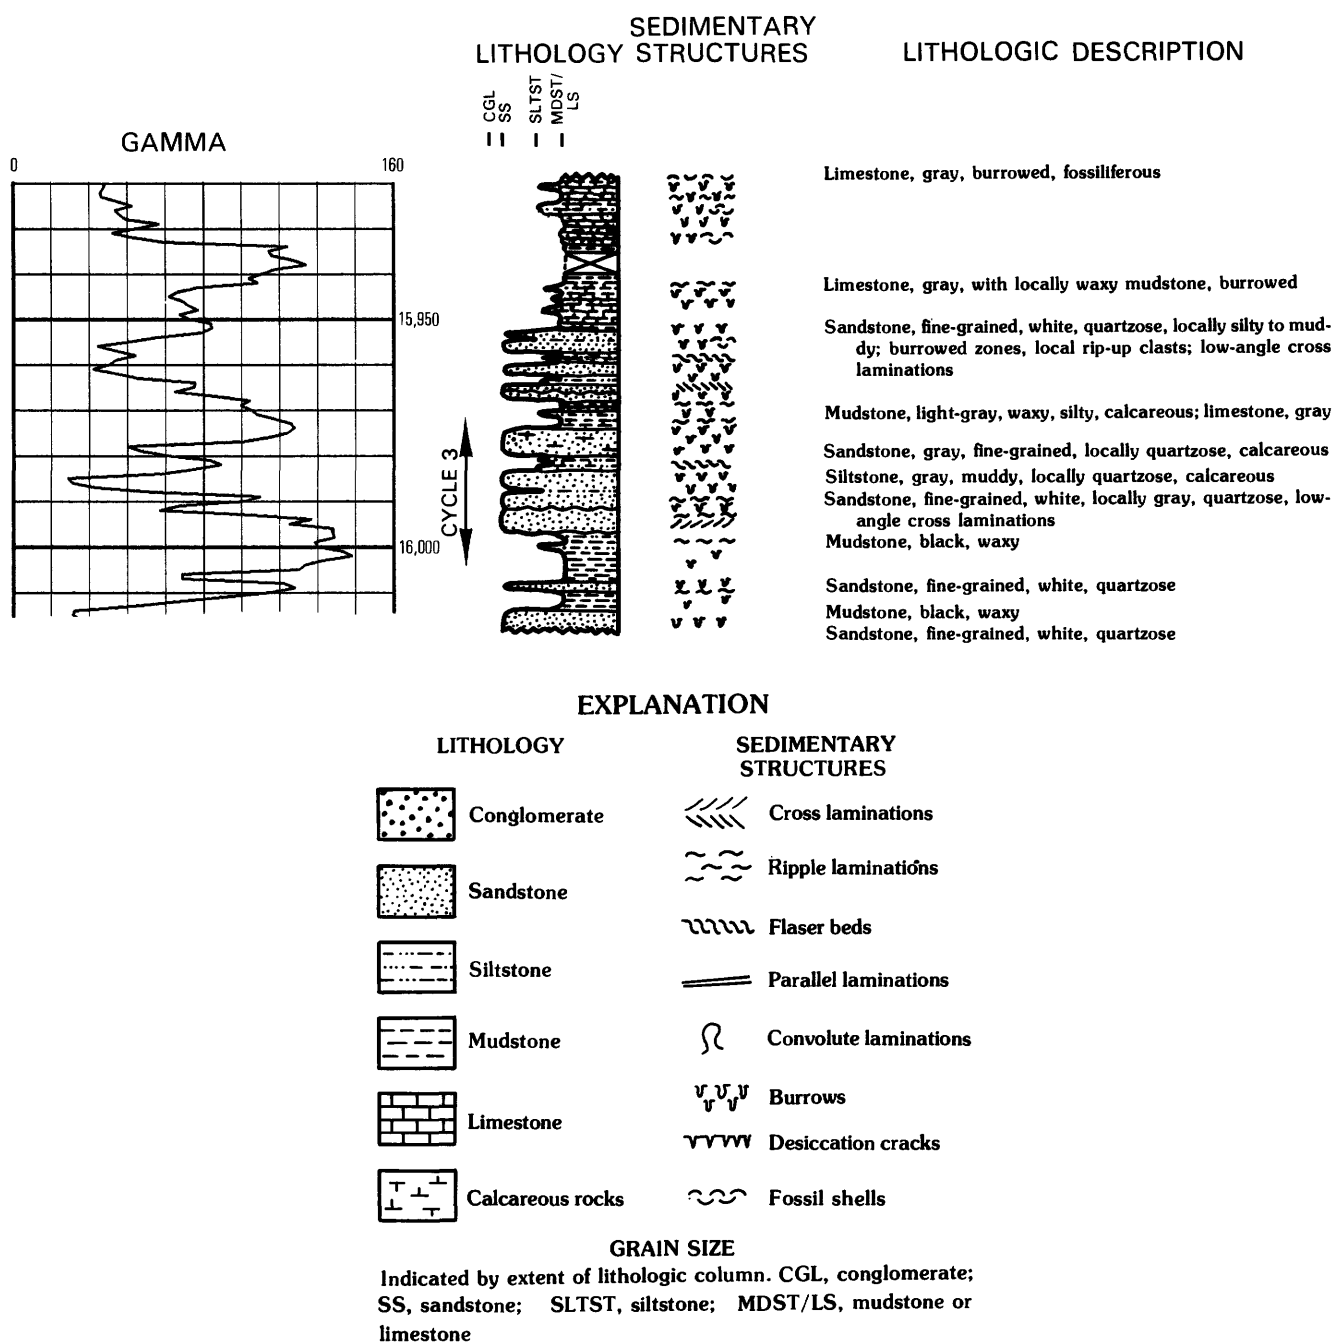 SEDIMENTARY
LITHOLOGY STRUCTURES
LITHOLOGIC DESCRIPTION
CGL
SS
SLTST
MDST/
LS
GAMMA
0
160
15,950
16,000
CYCLE 3
Limestone, gray, burrowed, fossiliferous
Limestone, gray, with locally waxy mudstone, burrowed
Sandstone, fine-grained, white, quartzose, locally silty to mud-
dy; burrowed zones, local rip-up clasts; low-angle cross
laminations
Mudstone, light-gray, waxy, silty, calcareous; limestone, gray
Sandstone, gray, fine-grained, locally quartzose, calcareous
Siltstone, gray, muddy, locally quartzose, calcareous
Sandstone, fine-grained, white, locally gray, quartzose, low-
angle cross laminations
Mudstone, black, waxy
Sandstone, fine-grained, white, quartzose
Mudstone, black, waxy
Sandstone, fine-grained, white, quartzose
EXPLANATION
LITHOLOGY
Conglomerate
Sandstone
Siltstone
Mudstone
Limestone
Calcareous rocks
SEDIMENTARY
STRUCTURES
Cross laminations
Ripple laminations
Flaser beds
Parallel laminations
Convolute laminations
Burrows
Desiccation cracks
Fossil shells
GRAIN SIZE
Indicated by extent of lithologic column. CGL, conglomerate;
SS, sandstone; SLTST, siltstone; MDST/LS, mudstone or
limestone